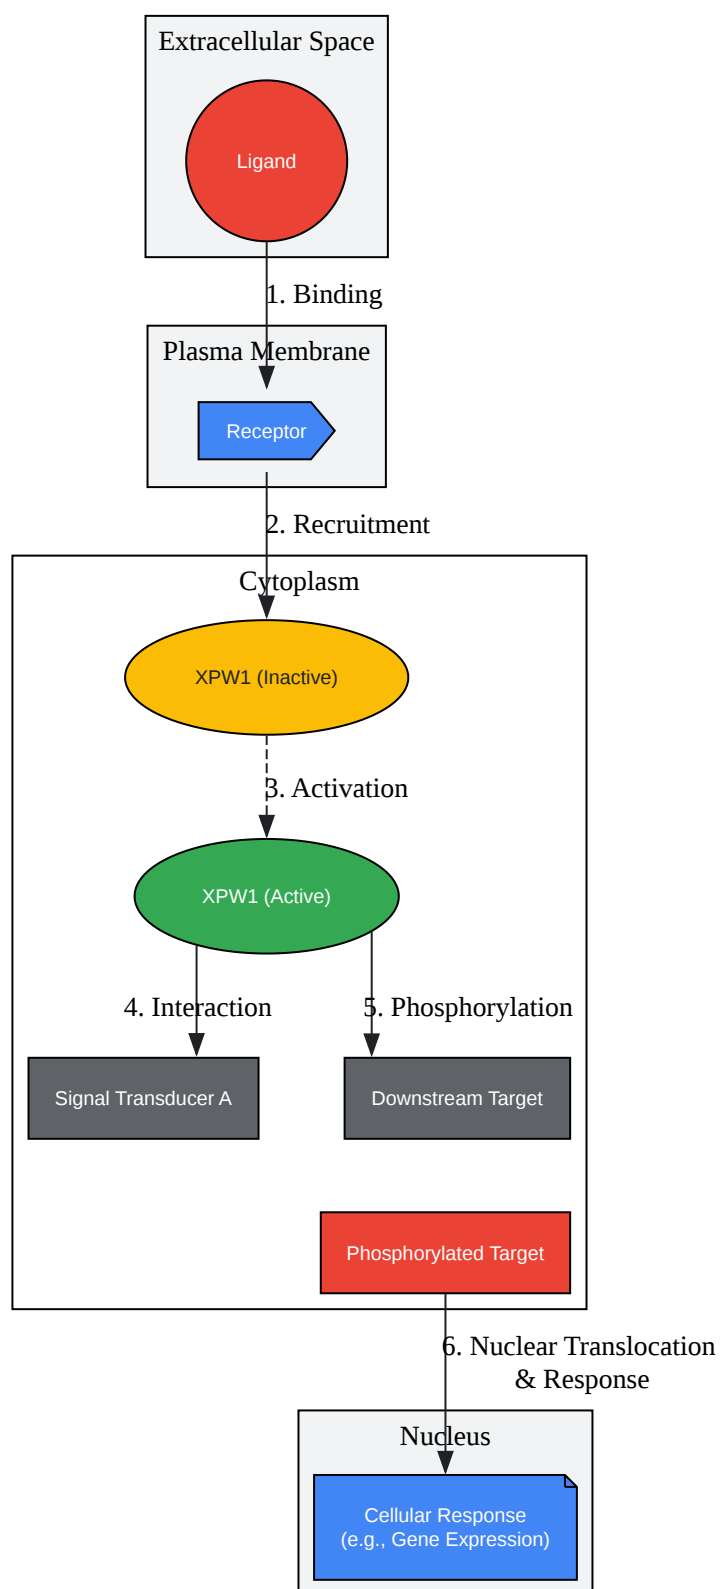 Extracellular Space
Ligand
1. Binding
Plasma Membrane
Receptor
2. Recruitment
Cytoplasm
XPW1 (Inactive)
3. Activation
XPW1 (Active)
4. Interaction
5. Phosphorylation
Signal Transducer A
Downstream Target
Phosphorylated Target
6. Nuclear Translocation
& Response
Nucleus
Cellular Response
(e.g., Gene Expression)